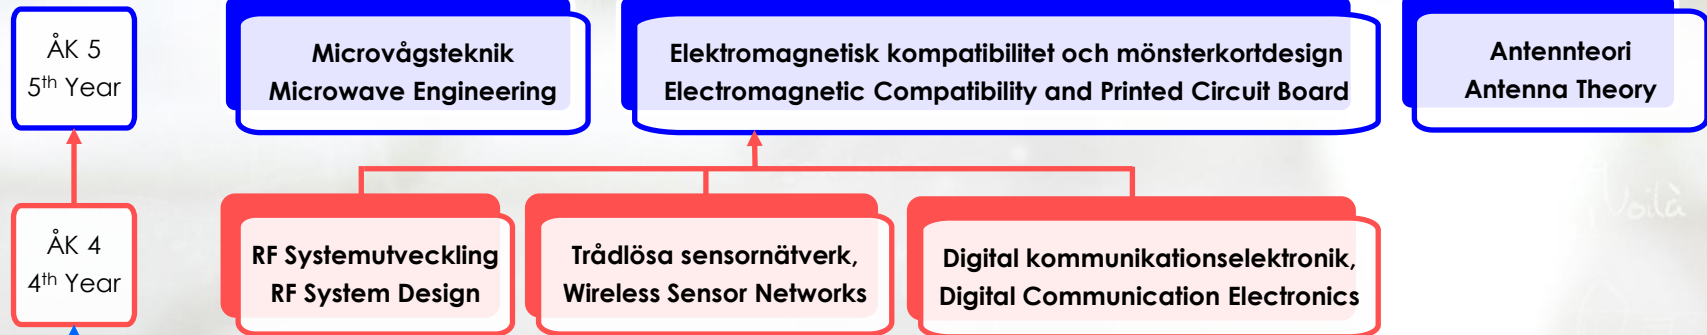 ÅK 5
5th Year
Microvågsteknik
Microwave Engineering
Elektromagnetisk kompatibilitet och mönsterkortdesign
Electromagnetic Compatibility and Printed Circuit Board
Antennteori
Antenna Theory
ÅK 4
4th Year
RF Systemutveckling
RF System Design
Trådlösa sensornätverk,
Wireless Sensor Networks
Digital kommunikationselektronik,
Digital Communication Electronics
Voilà